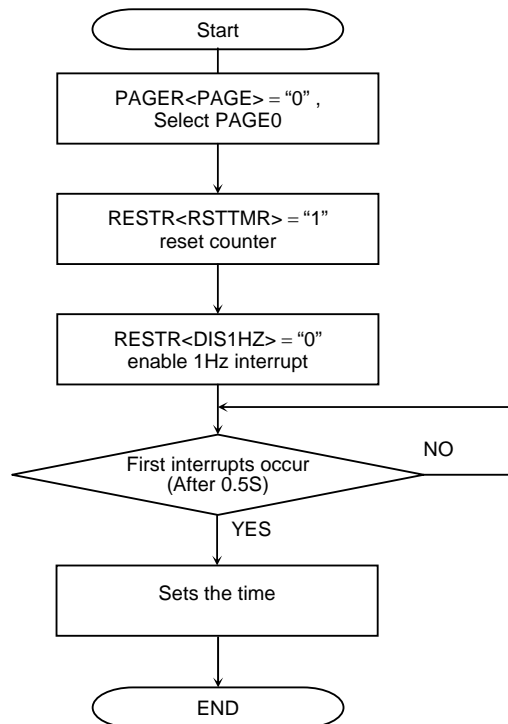 Start
PAGER<PAGE> = “0” ,
Select PAGE0
RESTR<RSTTMR> = “1”
reset counter
RESTR<DIS1HZ> = “0”
enable 1Hz interrupt
First interrupts occur
(After 0.5S)
NO
YES
Sets the time
END